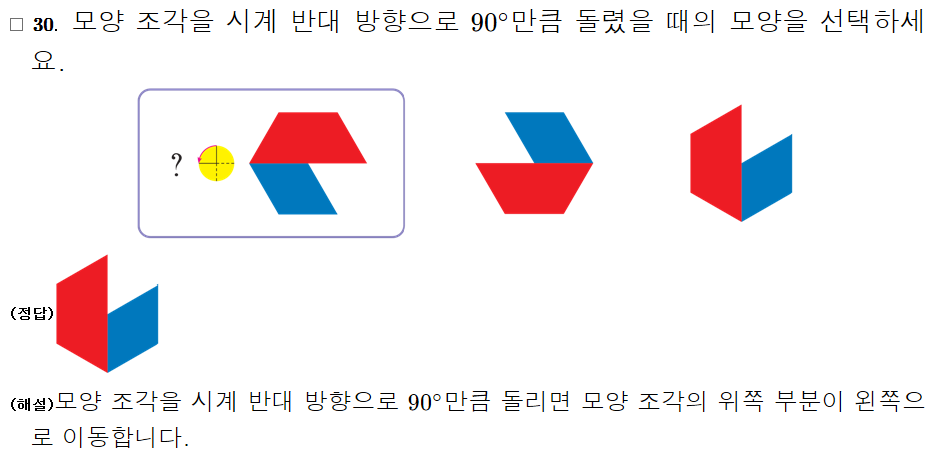 □ 30. 모양 조각을 시계 반대 방향으로 90°만큼 돌렸을 때의 모양을 선택하세
요.
?
(정답)
(해설)모양 조각을 시계 반대 방향으로 90°만큼 돌리면 모양 조각의 위쪽 부분이 왼쪽으
로 이동합니다.